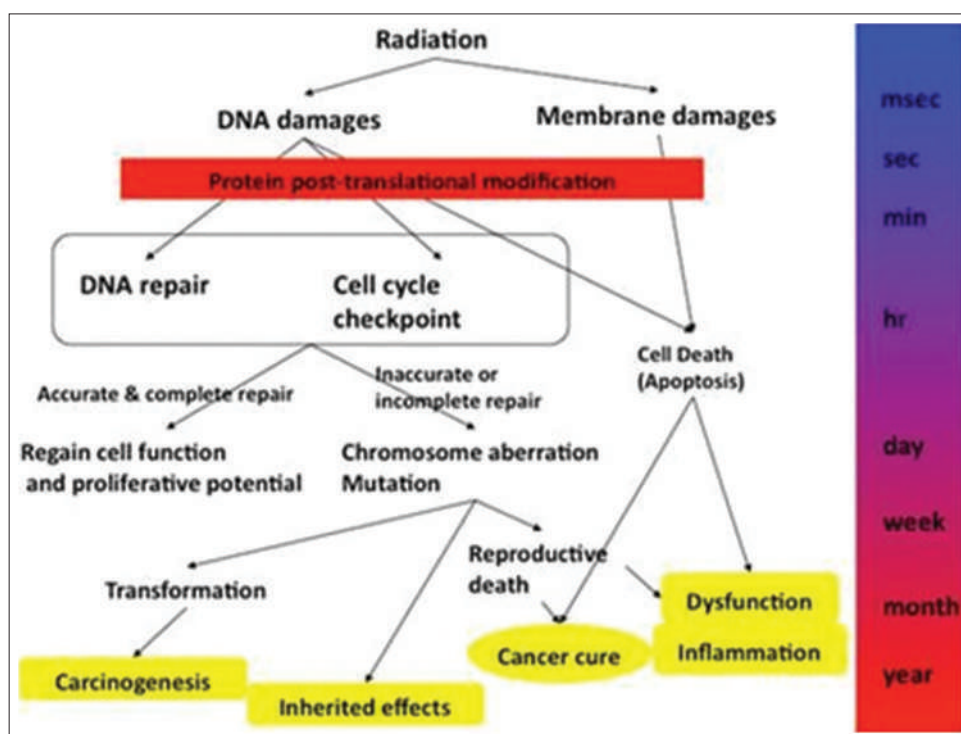 Radiation
DNA damages
Membrane damages
Protein post-translational modification
DNA repair
Cell cycle
checkpoint
Cell Death
(Apoptosis)
Accurate & complete repair
Inaccurate or
incomplete repair
Regain cell function
and proliferative potential
Chromosome aberration
Mutation
Transformation
Reproductive
death
Dysfunction
Inflammation
Cancer cure
Carcinogenesis
Inherited effects
msec
sec
min
hr
day
week
month
year